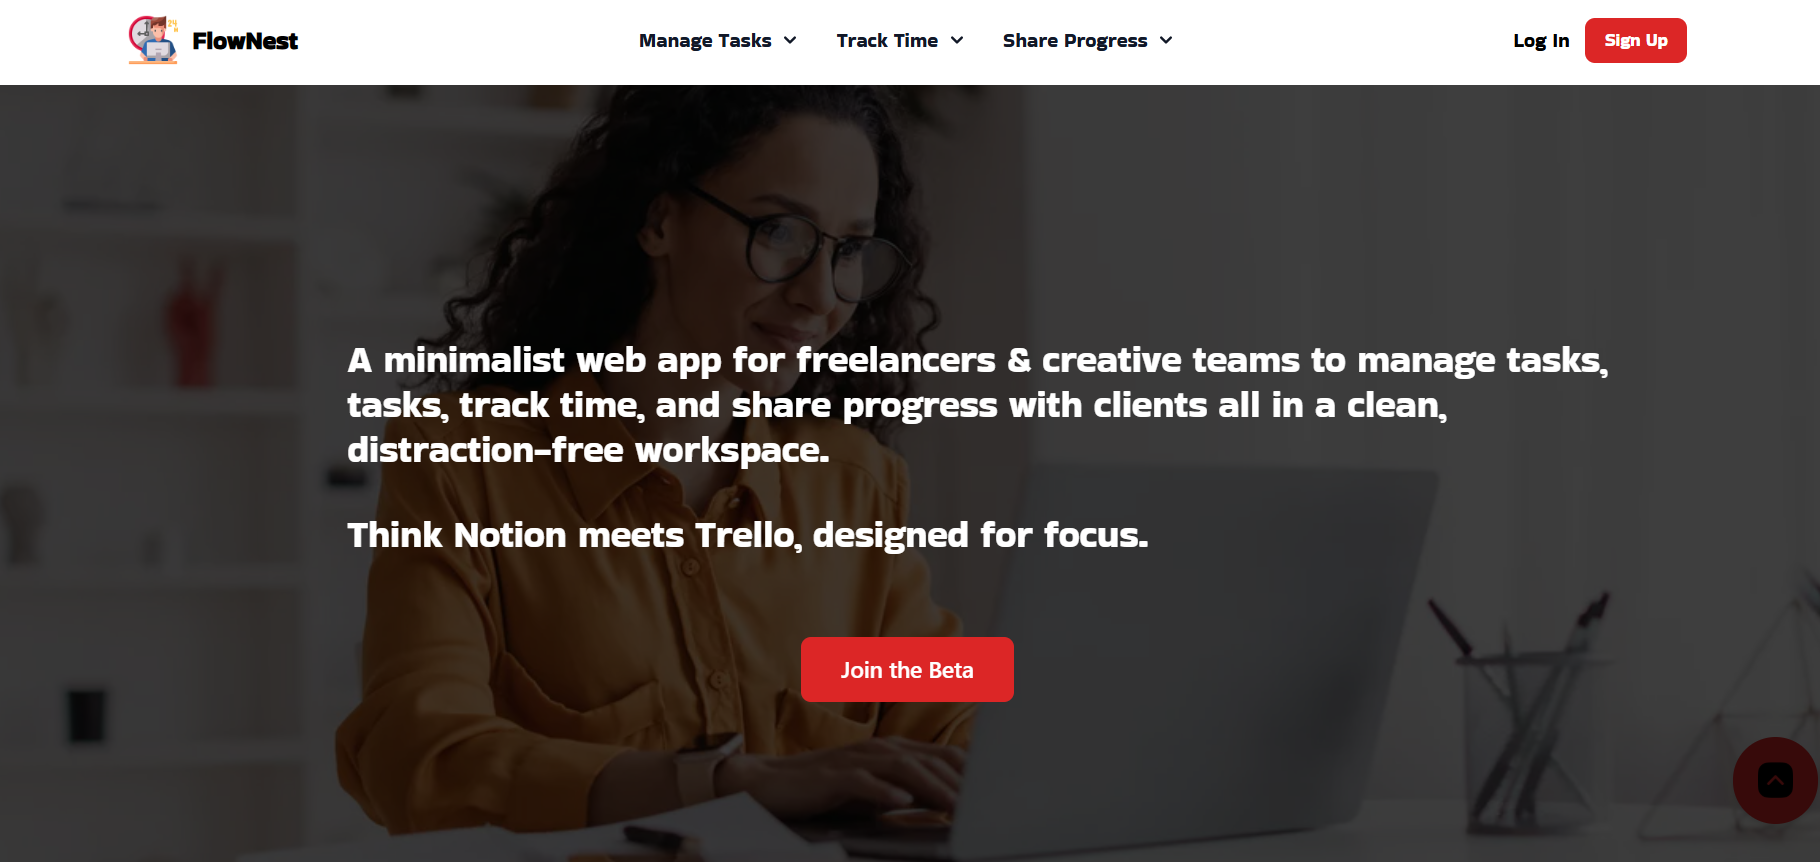 24
FlowNest
Manage Tasks
Track Time
Share Progress
Log In
Sign Up
A minimalist web app for freelancers & creative teams to manage tasks,
tasks, track time, and share progress with clients all in a clean,
distraction-free workspace.
Think Notion meets Trello, designed for focus.
Join the Beta